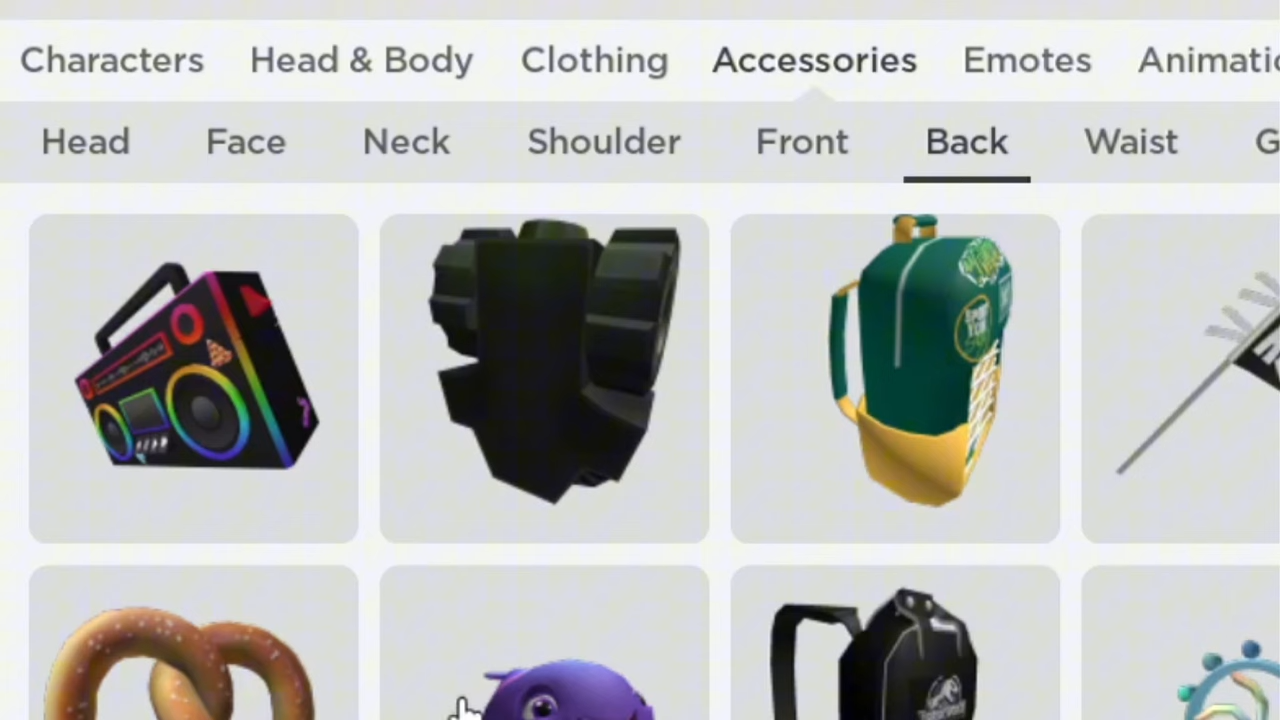 Characters Head & Body Clothing Accessories Emotes
Head Face Neck Shoulder Front Back Waist G